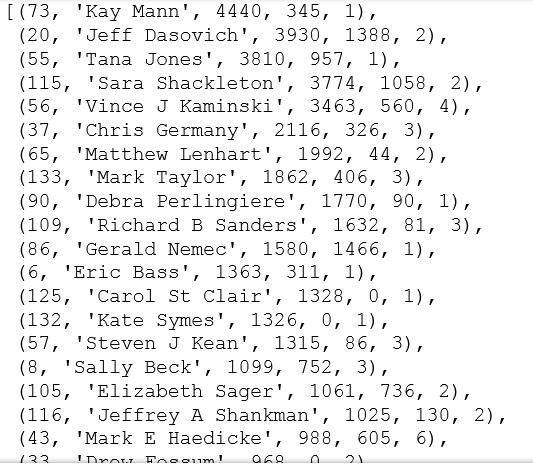 [(73, 'Kay Mann', 4440, 345, 1),
(20, 'Jeff Dasovich', 3930, 1388, 2),
(55, 'Tana Jones', 3810, 957, 1),
(115, 'Sara Shackleton', 3774, 1058, 2),
(56, 'Vince J Kaminski', 3463, 560, 4),
(37, 'Chris Germany', 2116, 326, 3),
(65, 'Matthew Lenhart', 1992, 44, 2),
(133, 'Mark Taylor', 1862, 406, 3),
(90, 'Debra Perlingiere', 1770, 90, 1),
(109, 'Richard B Sanders', 1632, 81, 3),
(86, 'Gerald Nemec', 1580, 1466, 1),
(6, 'Eric Bass', 1363, 311, 1),
(125, 'Carol St Clair', 1328, 0, 1),
(132, 'Kate Symes', 1326, 0, 1),
(57, 'Steven J Kean', 1315, 86, 3),
(8, 'Sally Beck', 1099, 752, 3),
(105, 'Elizabeth Sager', 1061, 736, 2),
(116, 'Jeffrey A Shankman', 1025, 130, 2),
(43, 'Mark E Haedicke', 988, 605, 6),
(33, 'Drew Fossum', 968, 0, 2)